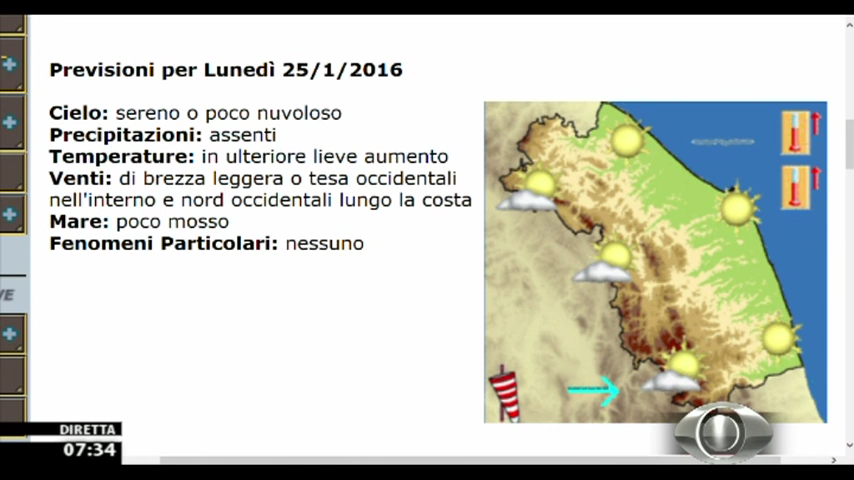 Previsioni per Lunedì 25/1/2016
Cielo: sereno o poco nuvoloso
Precipitazioni: assenti
Temperature: in ulteriore lieve aumento
Venti: di brezza leggera o tesa occidentali
nell'interno e nord occidentali lungo la costa
Mare: poco mosso
Fenomeni Particolari: nessuno
VE
DIRETTA
07:34